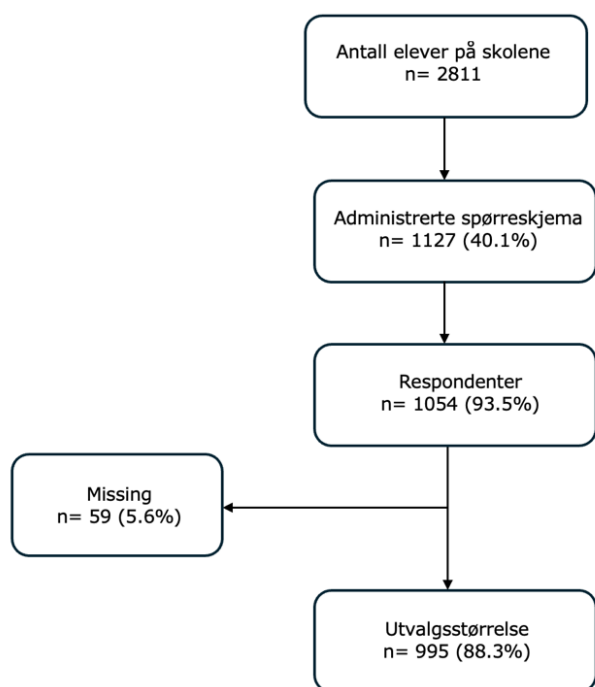 Antall elever på skolene
n= 2811
Administrerte spørreskjema
n= 1127 (40.1%)
Respondenter
n= 1054 (93.5%)
Missing
n= 59 (5.6%)
Utvalgsstørrelse
n= 995 (88.3%)